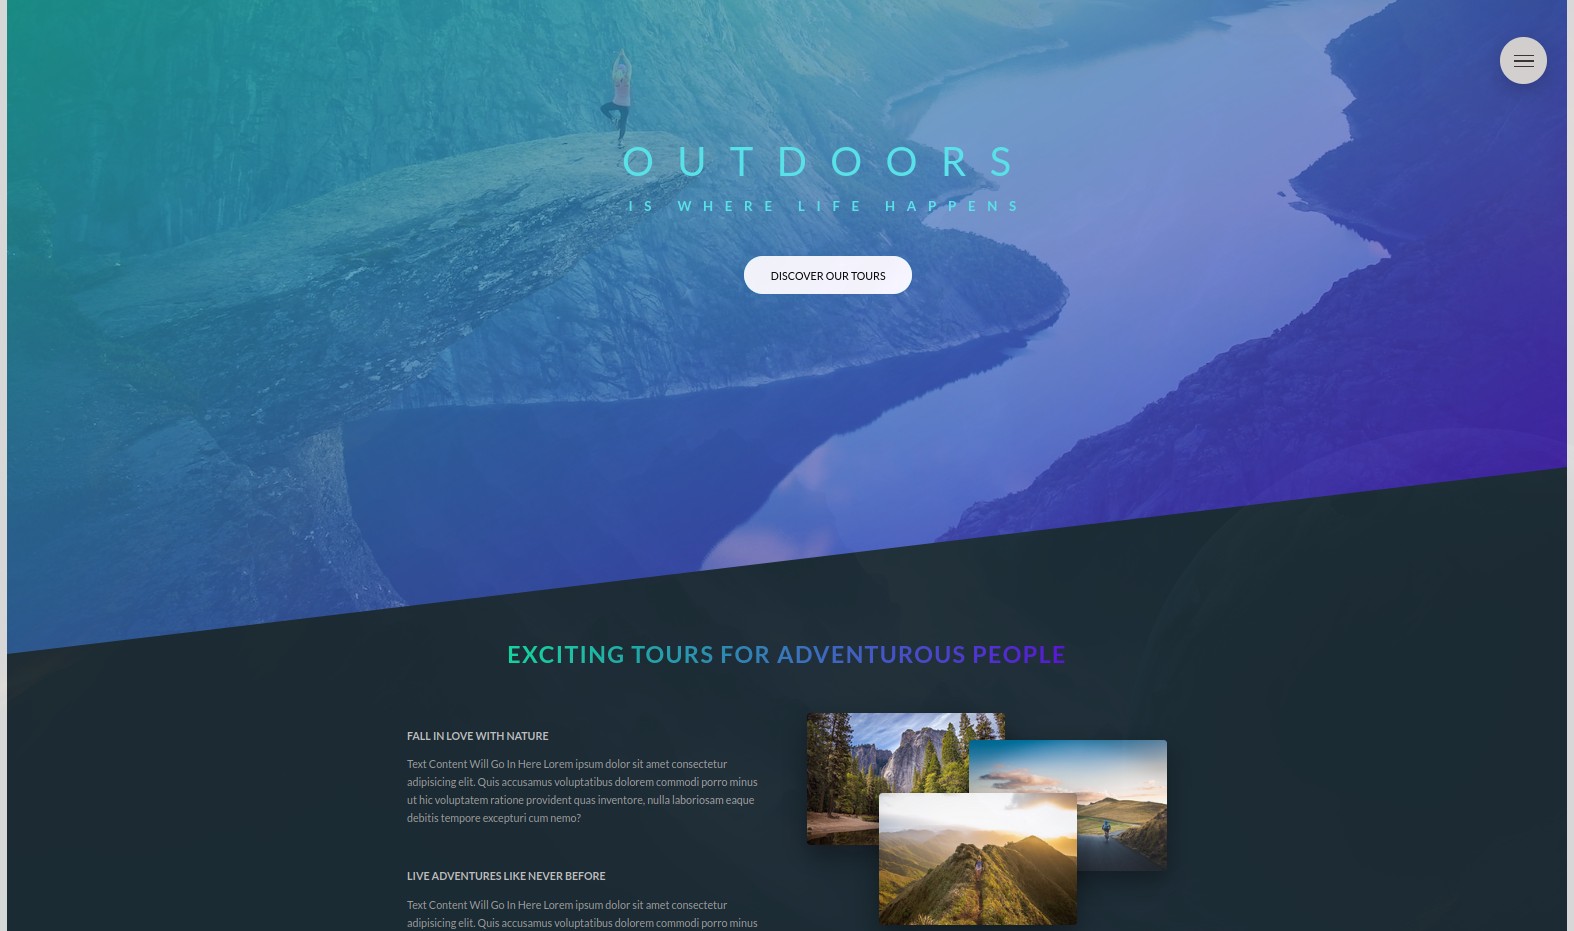 OUTDOORS
IS WHERE LIFE HAPPENS
DISCOVER OUR TOURS
EXCITING TOURS FOR ADVENTUROUS PEOPLE
FALL IN LOVE WITH NATURE
Text Content Will Go In Here Lorem ipsum dolor sit amet consectetur
adipisicing elit. Quis accusamus voluptatibus dolorem commodi porro minus
ut hic voluptatem ratione provident quas inventore, nulla laboriosam eaque
debitis tempore excepturi cum nemo?
LIVE ADVENTURES LIKE NEVER BEFORE
Text Content Will Go In Here Lorem ipsum dolor sit amet consectetur
adipisicing elit. Quis accusamus voluptatibus dolorem commodi porro minus